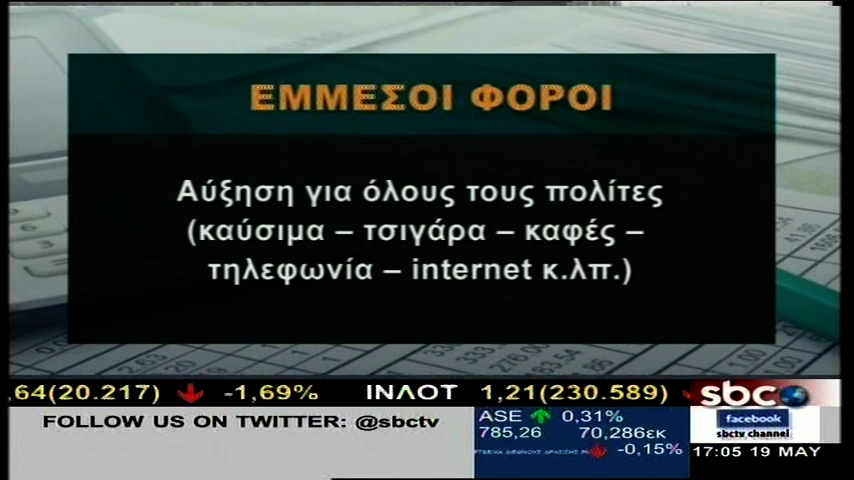 ΕΜΜΕΣΟΙ ΦΟΡΟΙ
Αύξηση για όλους τους πολίτες
(καύσιμα – τσιγάρα – καφές –
τηλεφωνία – internet κ.λπ.)
,64(20.217) -1,69% ΙΝΛΟΤ 1,21(230.589)
sbc
FOLLOW US ON TWITTER: @sbctv
ASE 0,31%
785,26 70,286εκ
-0,15%
facebook
sbctv channel
17:05 19 MAY